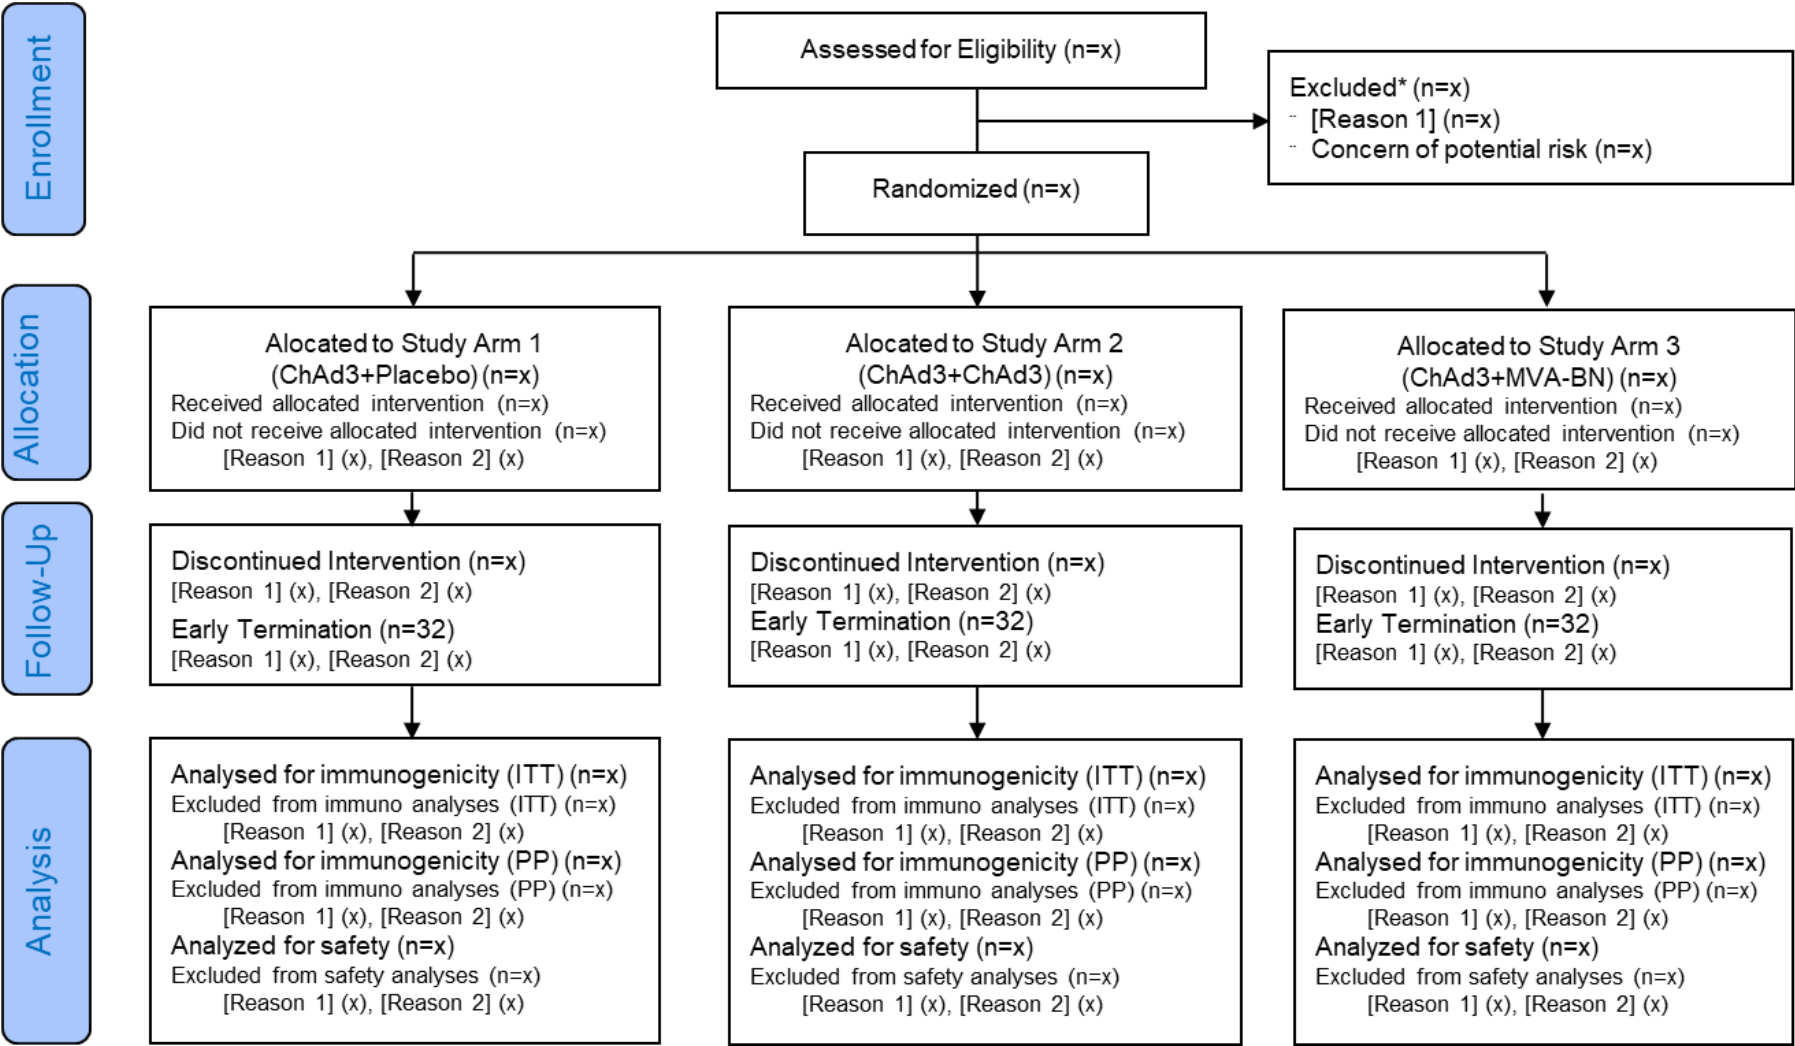 Enrollment
Assessed for Eligibility (n=x)
Excluded* (n=x)
¨ [Reason 1] (n=x)
¨ Concern of potential risk (n=x)
Randomized (n=x)
Allocation
Alocated to Study Arm 1
(ChAd3+Placebo) (n=x)
Received allocated intervention (n=x)
Did not receive allocated intervention (n=x)
[Reason 1] (x), [Reason 2] (x)
Alocated to Study Arm 2
(ChAd3+ChAd3) (n=x)
Received allocated intervention (n=x)
Did not receive allocated intervention (n=x)
[Reason 1] (x), [Reason 2] (x)
Allocated to Study Arm 3
(ChAd3+MVA-BN) (n=x)
Received allocated intervention (n=x)
Did not receive allocated intervention (n=x)
[Reason 1] (x), [Reason 2] (x)
Follow-Up
Discontinued Intervention (n=x)
[Reason 1] (x), [Reason 2] (x)
Early Termination (n=32)
[Reason 1] (x), [Reason 2] (x)
Discontinued Intervention (n=x)
[Reason 1] (x), [Reason 2] (x)
Early Termination (n=32)
[Reason 1] (x), [Reason 2] (x)
Discontinued Intervention (n=x)
[Reason 1] (x), [Reason 2] (x)
Early Termination (n=32)
[Reason 1] (x), [Reason 2] (x)
Analysis
Analysed for immunogenicity (ITT) (n=x)
Excluded from immuno analyses (ITT) (n=x)
[Reason 1] (x), [Reason 2] (x)
Analysed for immunogenicity (PP) (n=x)
Excluded from immuno analyses (PP) (n=x)
[Reason 1] (x), [Reason 2] (x)
Analyzed for safety (n=x)
Excluded from safety analyses (n=x)
[Reason 1] (x), [Reason 2] (x)
Analysed for immunogenicity (ITT) (n=x)
Excluded from immuno analyses (ITT) (n=x)
[Reason 1] (x), [Reason 2] (x)
Analysed for immunogenicity (PP) (n=x)
Excluded from immuno analyses (PP) (n=x)
[Reason 1] (x), [Reason 2] (x)
Analyzed for safety (n=x)
Excluded from safety analyses (n=x)
[Reason 1] (x), [Reason 2] (x)
Analysed for immunogenicity (ITT) (n=x)
Excluded from immuno analyses (ITT) (n=x)
[Reason 1] (x), [Reason 2] (x)
Analysed for immunogenicity (PP) (n=x)
Excluded from immuno analyses (PP) (n=x)
[Reason 1] (x), [Reason 2] (x)
Analyzed for safety (n=x)
Excluded from safety analyses (n=x)
[Reason 1] (x), [Reason 2] (x)